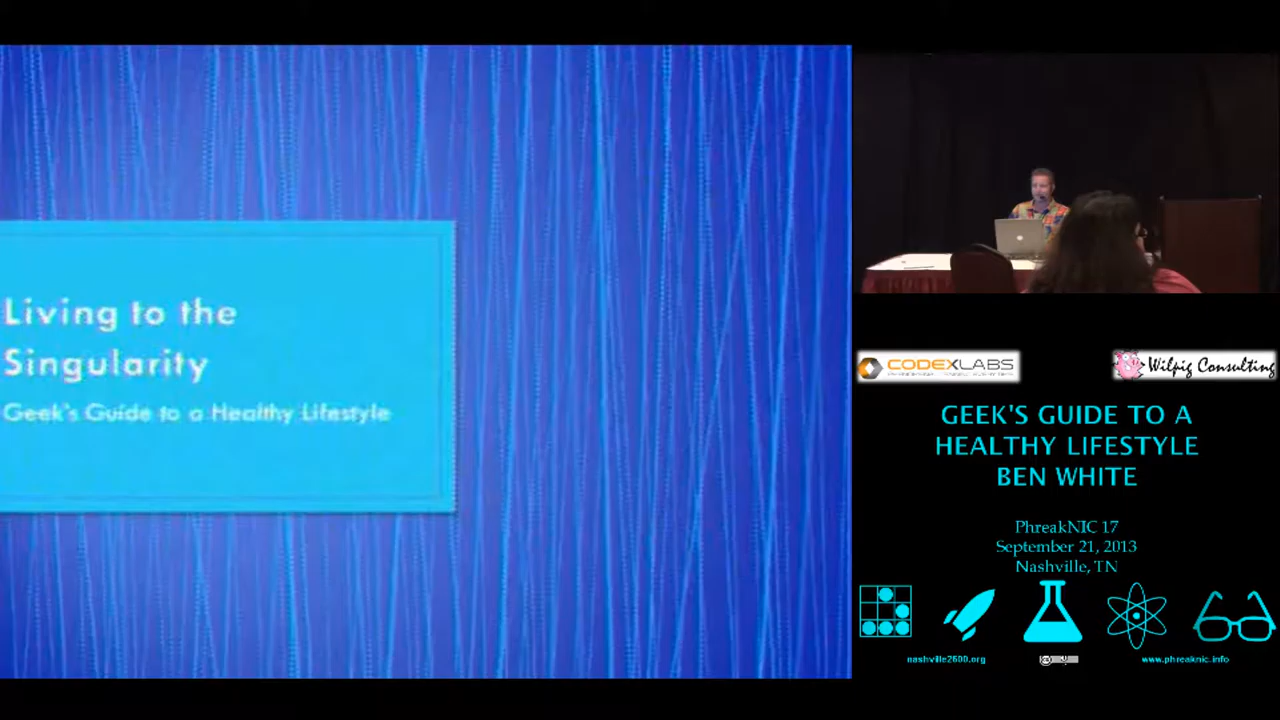 Living to the
Singularity
Geek's Guide to a Healthy Lifestyle
CODEXLABS
Wilpig Consulting
GEEK'S GUIDE TO A
HEALTHY LIFESTYLE
BEN WHITE
PhreakNIC 17
September 21, 2013
Nashville, TN
nashville2600.org
www.phreaknic.info